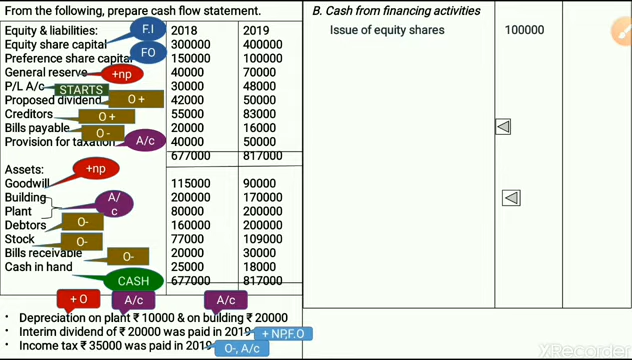 From the following, prepare cash flow statement.
Equity & liabilities: 2018 2019
F.I
Equity share capital 300000 400000
FO
Preference share capital 150000 100000
General reserve +np 40000 70000
P/L A/c STARTS 30000 48000
Proposed dividend O + 42000 50000
Creditors O + 55000 83000
Bills payable O - 20000 16000
Provision for taxation A/c 40000 50000
677000 817000
Assets: +np
Goodwill 115000 90000
Building A/c 200000 170000
Plant 80000 200000
Debtors O- 160000 200000
Stock O- 77000 109000
Bills receivable O- 20000 30000
Cash in hand 25000 18000
CASH 677000 817000
+ O A/c A/c
• Depreciation on plant ₹ 10000 & on building ₹ 20000
• Interim dividend of ₹ 20000 was paid in 2019 + NP,F.O
• Income tax ₹ 35000 was paid in 2019 O-, A/c
B. Cash from financing activities
Issue of equity shares 100000
XRecorder